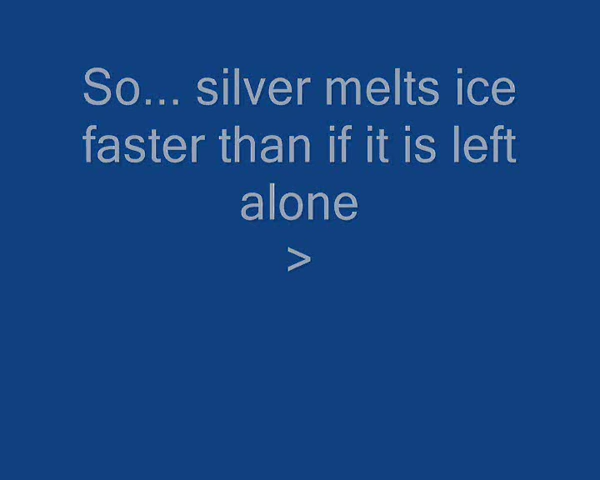 So... silver melts ice
faster than if it is left
alone
>